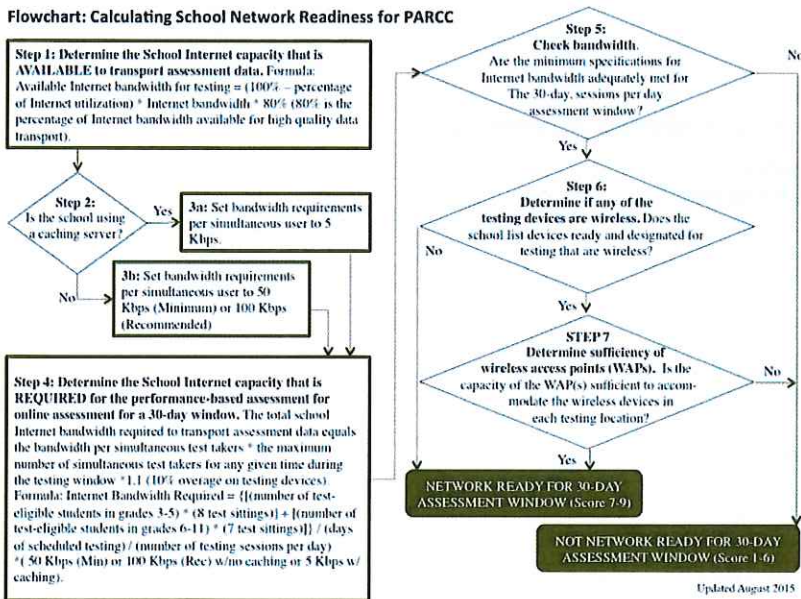 Flowchart: Calculating School Network Readiness for PARCC
Step 1: Determine the School Internet capacity that is
AVAILABLE to transport assessment data. Formula:
Available Internet bandwidth for testing = (100% – percentage
of Internet utilization) * Internet bandwidth * 80% (80% is the
percentage of Internet bandwidth available for high quality data
transport).
Step 2:
Is the school using
a caching server?
Yes
3a: Set bandwidth requirements
per simultaneous user to 5
Kbps.
No
3b: Set bandwidth requirements
per simultaneous user to 50
Kbps (Minimum) or 100 Kbps
(Recommended)
Step 4: Determine the School Internet capacity that is
REQUIRED for the performance-based assessment for
online assessment for a 30-day window. The total school
Internet bandwidth required to transport assessment data equals
the bandwidth per simultaneous test takers * the maximum
number of simultaneous test takers for any given time during
the testing window *1.1 (10% overage on testing devices).
Formula: Internet Bandwidth Required = {[(number of test-
eligible students in grades 3-5) * (8 test sittings)] + [(number
of test-eligible students in grades 6-11) * (7 test sittings)]} / (days
of scheduled testing) / (number of testing sessions per day)
*( 50 Kbps (Min) or 100 Kbps (Rec) w/no caching or 5 Kbps w/
caching).
Step 5:
Check bandwidth.
Are the minimum specifications for
Internet bandwidth adequately met for
The 30-day, sessions per day
assessment window?
No
Yes
Step 6:
Determine if any of the
testing devices are wireless. Does the
school list devices ready and designated for
testing that are wireless?
No
Yes
STEP 7
Determine sufficiency of
wireless access points (WAPs). Is the
capacity of the WAP(s) sufficient to accom-
modate the wireless devices in
each testing location?
No
Yes
NETWORK READY FOR 30-DAY
ASSESSMENT WINDOW (Score 7-9)
NOT NETWORK READY FOR 30-DAY
ASSESSMENT WINDOW (Score 1-6)
Updated August 2015